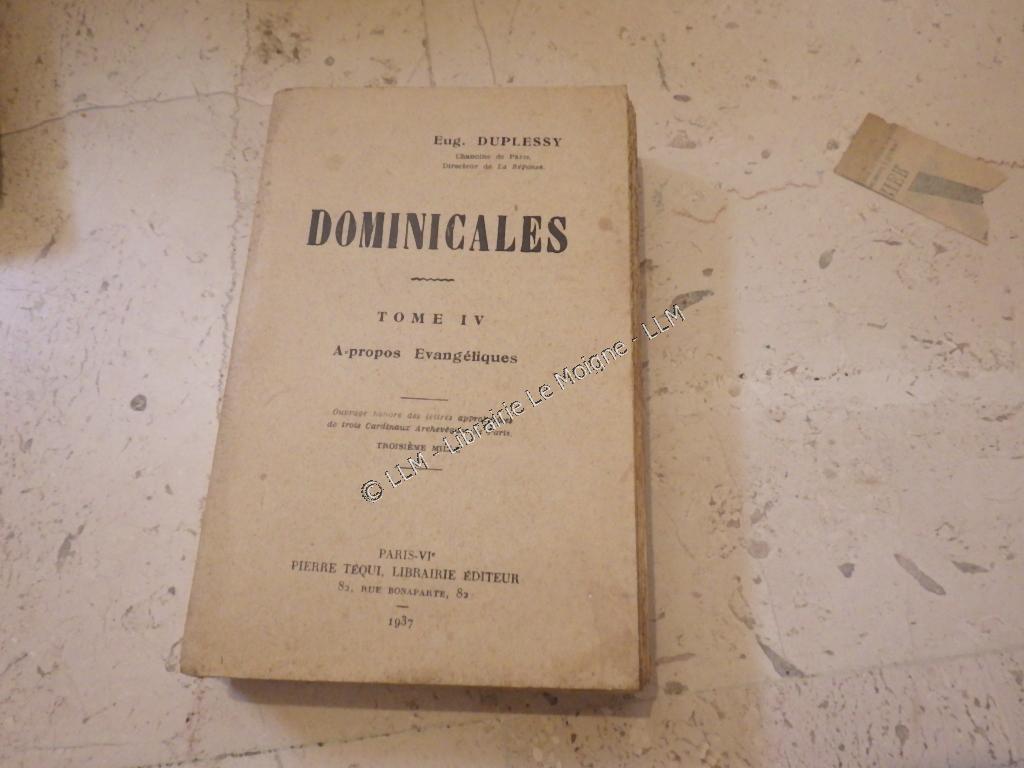 Eug. DUPLESSY
Chanoine de Paris.
Directeur de La Réponse.
DOMINICALES
TOME IV
A-propos Evangéliques
Ouvrage honoré des lettres
de trois Cardinaux Paris.
TROISIÈME
PARIS-VIe
PIERRE TÉQUI, LIBRAIRIE ÉDITEUR
82, RUE BONAPARTE, 82
1937
© LLM - Librairie Le Moigne - LLM